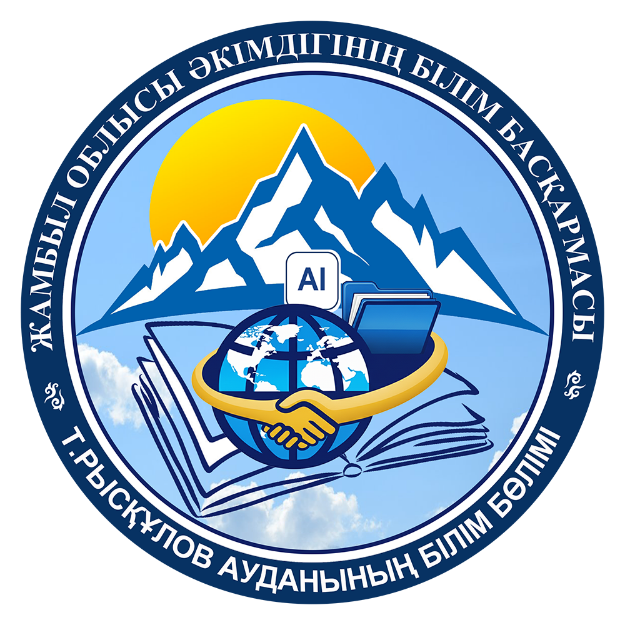 ЖАМБЫЛ ОБЛЫСЫ ӘКІМДІГІНІҢ БІЛІМ БАСҚАРМАСЫ
AI
Т.РЫСҚҰЛОВ АУДАНЫНЫҢ БІЛІМ БӨЛІМІ